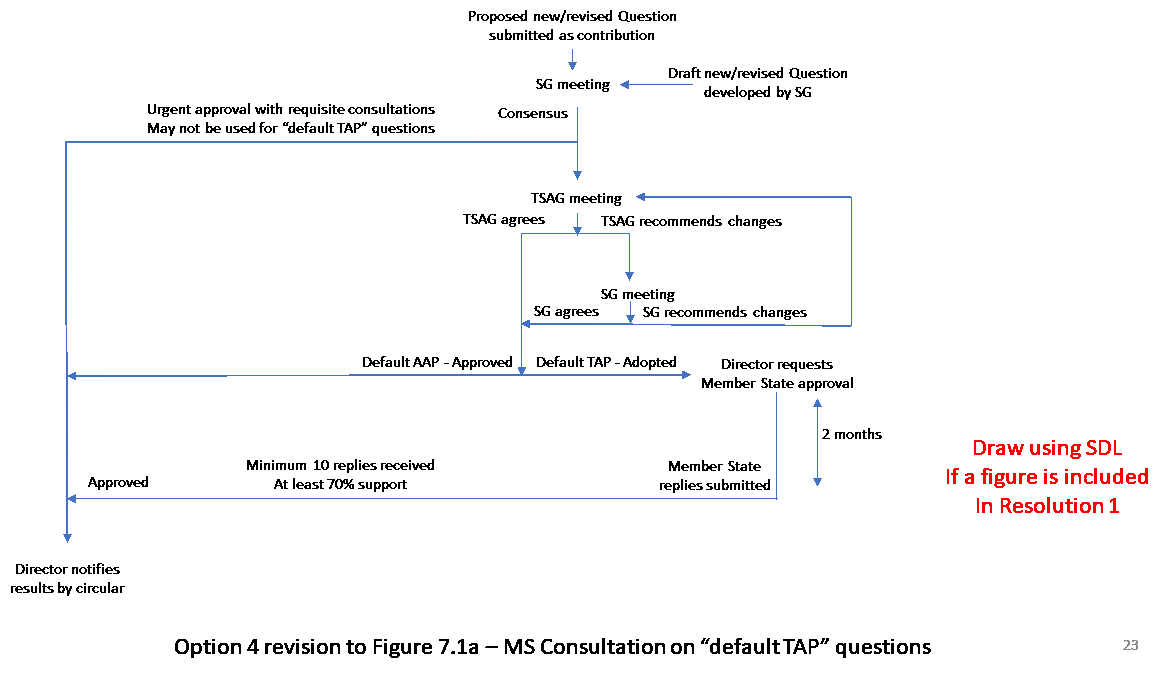 Proposed new/revised Question
submitted as contribution
SG meeting
Draft new/revised Question
developed by SG
Urgent approval with requisite consultations
May not be used for “default TAP” questions
Consensus
TSAG meeting
TSAG agrees
TSAG recommends changes
SG meeting
SG agrees
SG recommends changes
Default AAP - Approved
Default TAP - Adopted
Director requests
Member State approval
2 months
Draw using SDL
If a figure is included
In Resolution 1
Minimum 10 replies received
At least 70% support
Member State
replies submitted
Approved
Director notifies
results by circular
Option 4 revision to Figure 7.1a – MS Consultation on “default TAP” questions
23